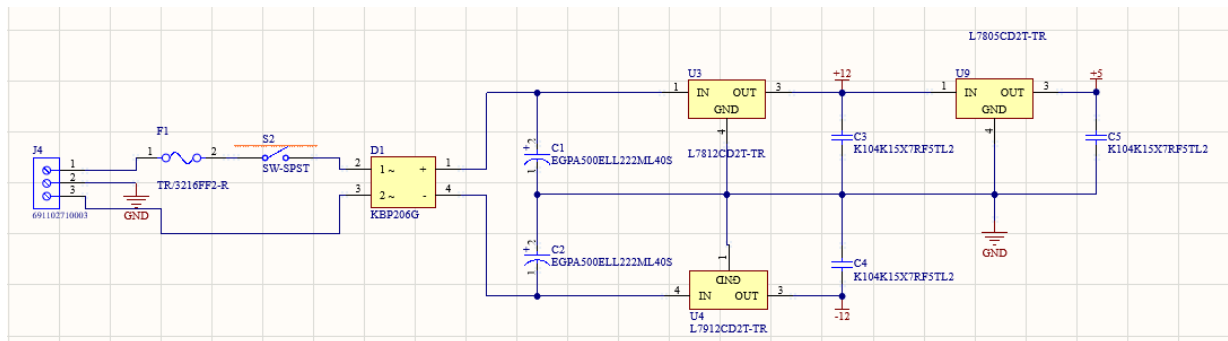 L7805CD2T-TR
U3
+12
U9
+5
1
IN
OUT
3
GND
4
L7812CD2T-TR
1
IN
OUT
3
GND
4
F1
1
2
TR/3216FF2-R
S2
SW-SPST
J4
1
2
3
691102710003
GND
D1
2
1 ~
+
1
3
2 ~
-
4
KBP206G
+
2
C1
EGPA500ELL222ML40S
1
C3
K104K15X7RF5TL2
C5
K104K15X7RF5TL2
+
2
C2
EGPA500ELL222ML40S
1
1
GND
4
IN
OUT
3
U4
L7912CD2T-TR
C4
K104K15X7RF5TL2
-12
GND